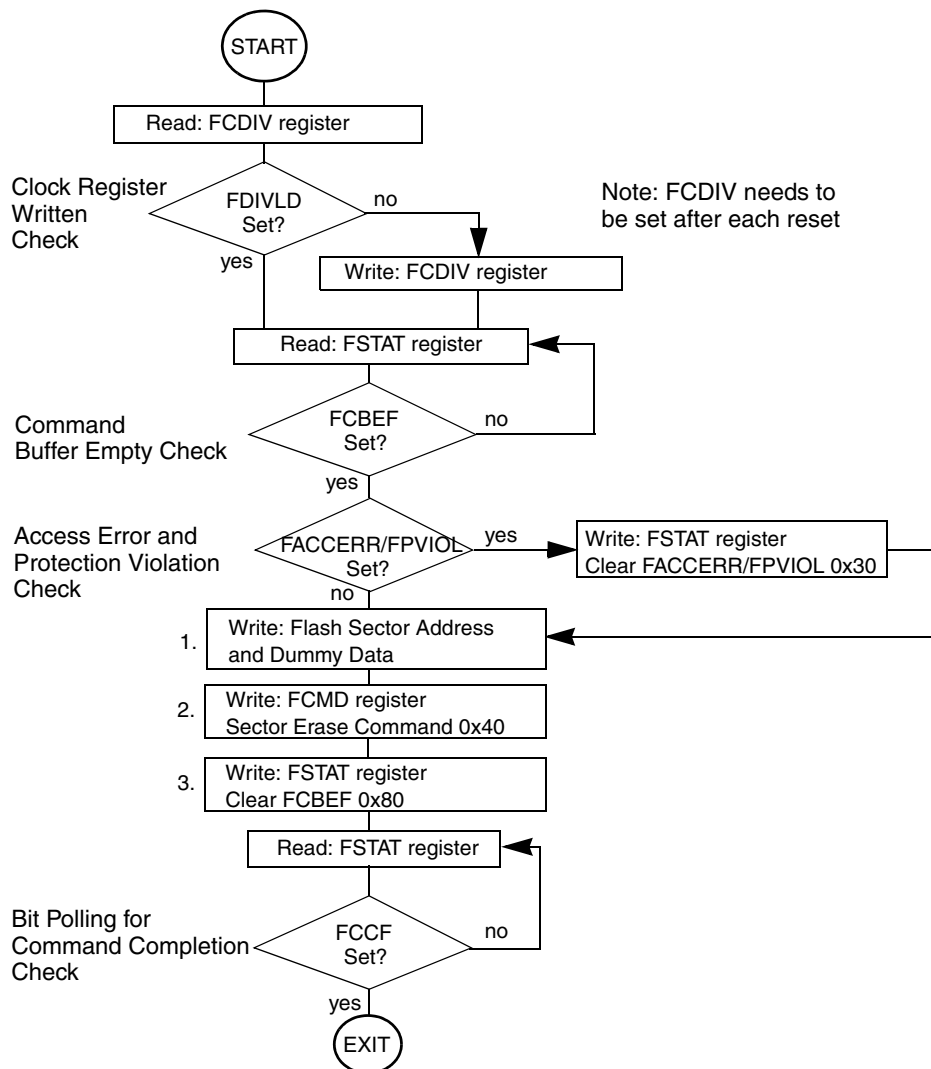 START
Read: FCDIV register
Clock Register
Written
Check
FDIVLD
Set?
no
yes
Note: FCDIV needs to
be set after each reset
Write: FCDIV register
Read: FSTAT register
Command
Buffer Empty Check
FCBEF
Set?
no
yes
Access Error and
Protection Violation
Check
FACCERR/FPVIOL
Set?
yes
no
Write: FSTAT register
Clear FACCERR/FPVIOL 0x30
1.
Write: Flash Sector Address
and Dummy Data
2.
Write: FCMD register
Sector Erase Command 0x40
3.
Write: FSTAT register
Clear FCBEF 0x80
Read: FSTAT register
Bit Polling for
Command Completion
Check
FCCF
Set?
no
yes
EXIT